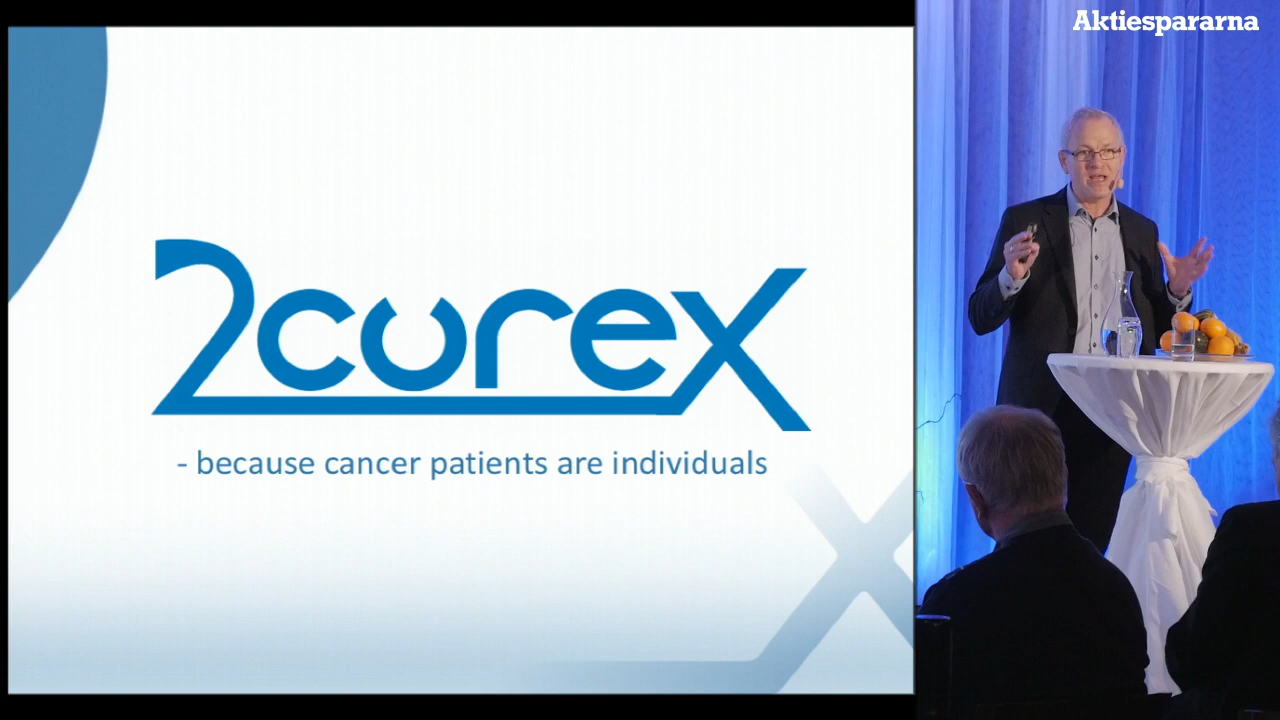 Aktiespararna
2curex
- because cancer patients are individuals